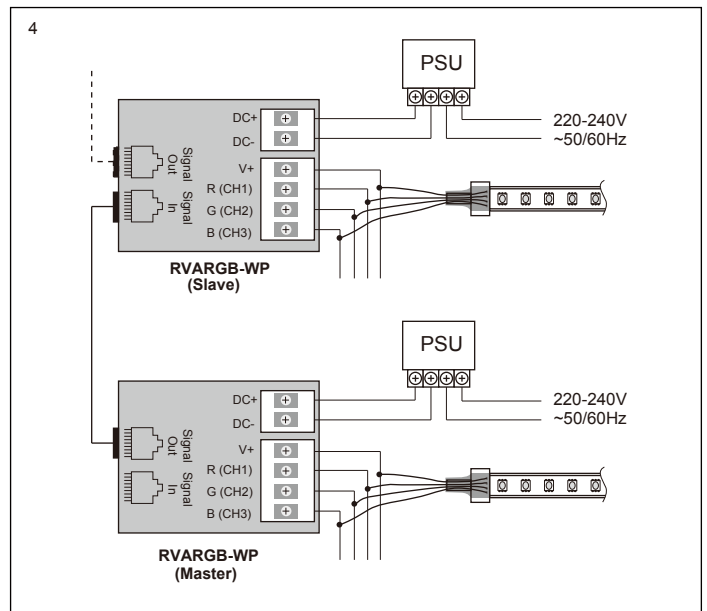 4
PSU
DC+
DC-
220-240V
~50/60Hz
Signal
Out
Signal
In
V+
R (CH1)
G (CH2)
B (CH3)
RVARGB-WP
(Slave)
PSU
DC+
DC-
220-240V
~50/60Hz
Signal
Out
Signal
In
V+
R (CH1)
G (CH2)
B (CH3)
RVARGB-WP
(Master)